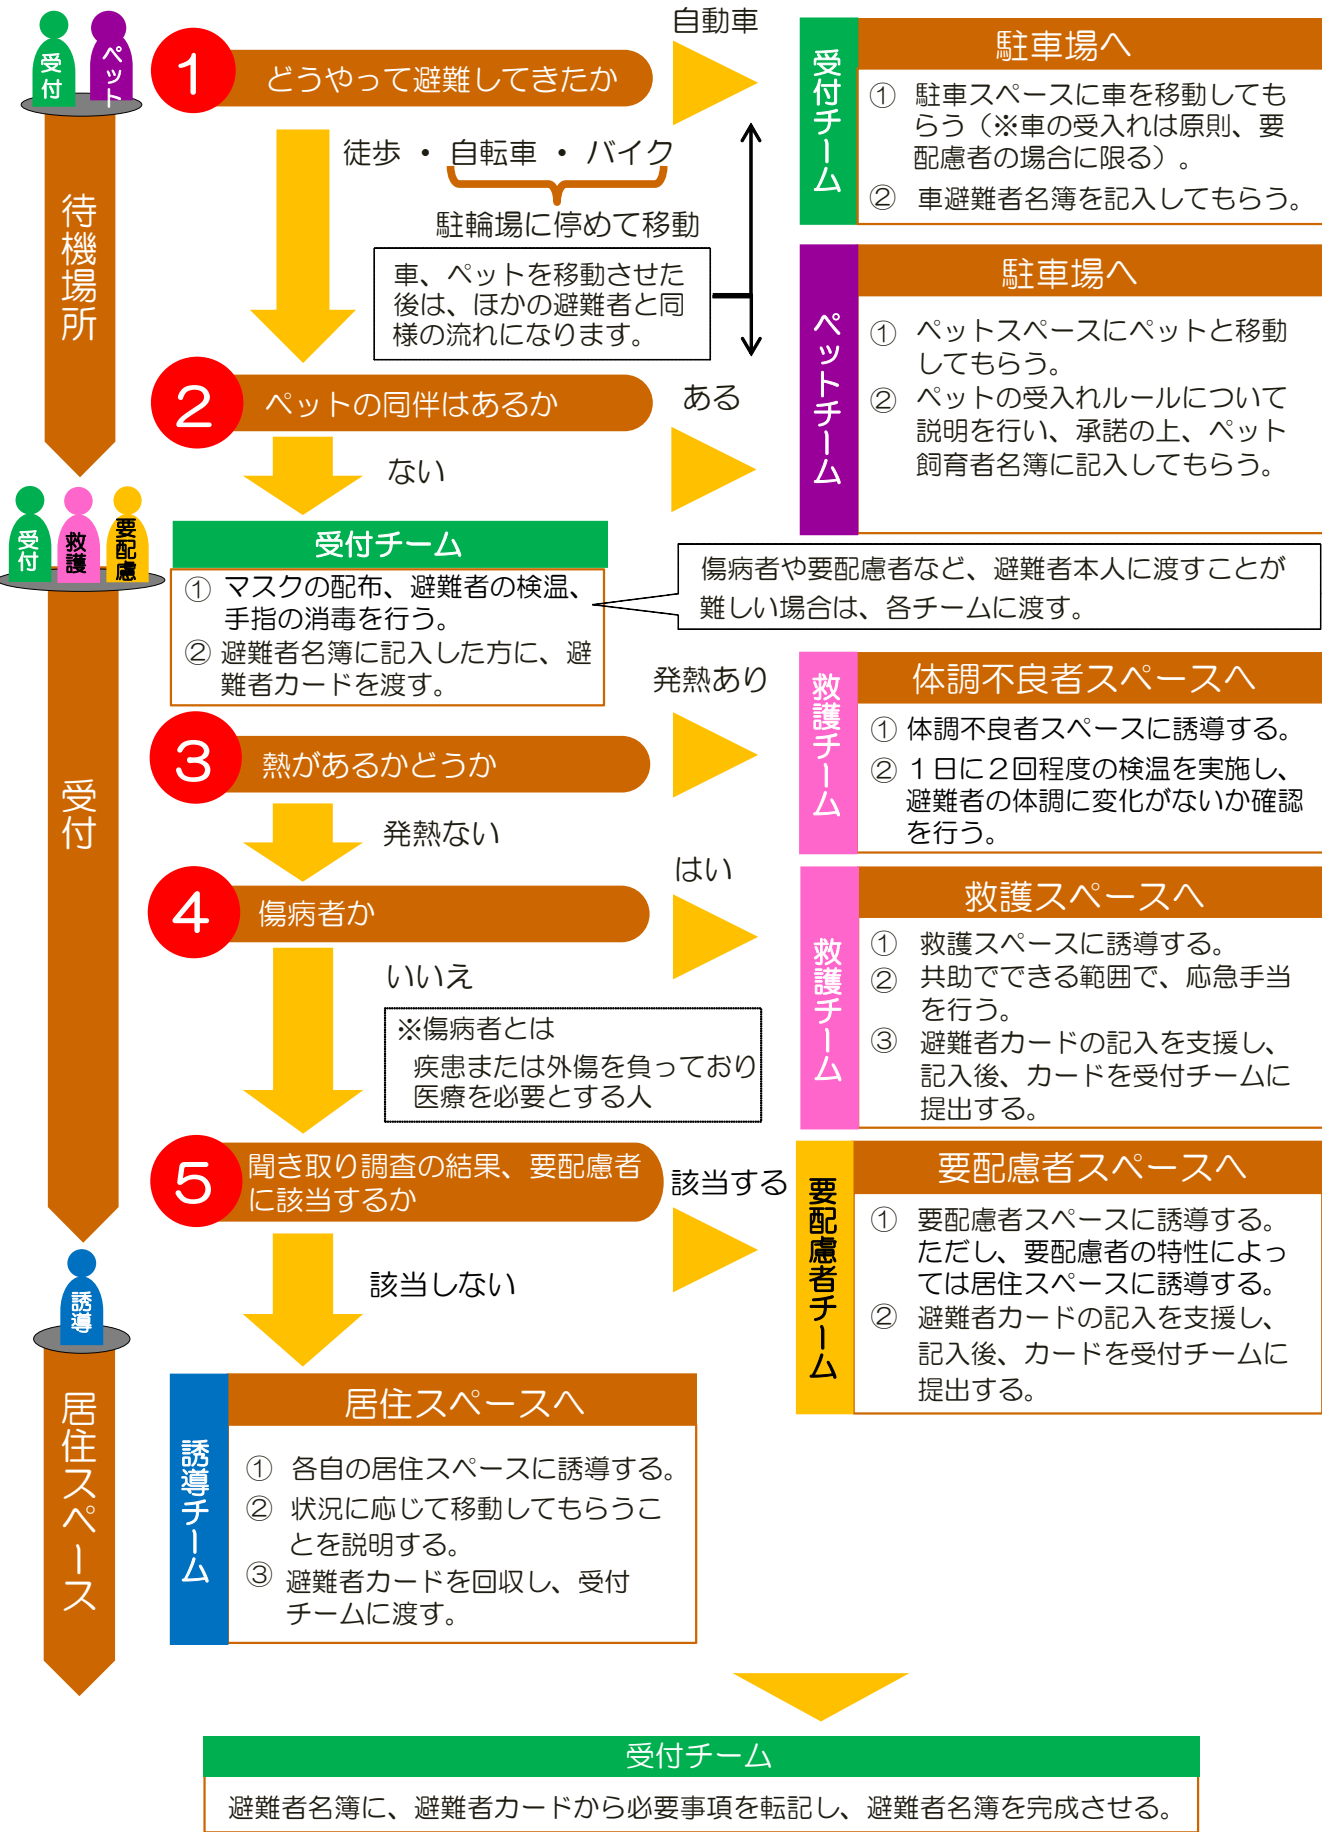 受付
ペット
待機場所
1
どうやって避難してきたか
自動車
徒歩 ・ 自転車 ・ バイク
駐輪場に停めて移動
車、ペットを移動させた
後は、ほかの避難者と同
様の流れになります。
受付チーム
駐車場へ
① 駐車スペースに車を移動しても
らう（※車の受入れは原則、要
配慮者の場合に限る）。
② 車避難者名簿を記入してもらう。
2
ペットの同伴はあるか
ある
ない
ペットチーム
駐車場へ
① ペットスペースにペットと移動
してもらう。
② ペットの受入れルールについて
説明を行い、承諾の上、ペット
飼育者名簿に記入してもらう。
受付
救護
要配慮
受付
受付チーム
① マスクの配布、避難者の検温、
手指の消毒を行う。
② 避難者名簿に記入した方に、避
難者カードを渡す。
傷病者や要配慮者など、避難者本人に渡すことが
難しい場合は、各チームに渡す。
3
熱があるかどうか
発熱あり
発熱ない
救護チーム
体調不良者スペースへ
① 体調不良者スペースに誘導する。
② １日に２回程度の検温を実施し、
避難者の体調に変化がないか確認
を行う。
4
傷病者か
はい
いいえ
※傷病者とは
疾患または外傷を負っており
医療を必要とする人
救護チーム
救護スペースへ
① 救護スペースに誘導する。
② 共助でできる範囲で、応急手当
を行う。
③ 避難者カードの記入を支援し、
記入後、カードを受付チームに
提出する。
5
聞き取り調査の結果、要配慮者
に該当するか
該当する
該当しない
要配慮者チーム
要配慮者スペースへ
① 要配慮者スペースに誘導する。
ただし、要配慮者の特性によっ
ては居住スペースに誘導する。
② 避難者カードの記入を支援し、
記入後、カードを受付チームに
提出する。
誘導
居住スペース
誘導チーム
居住スペースへ
① 各自の居住スペースに誘導する。
② 状況に応じて移動してもらうこ
とを説明する。
③ 避難者カードを回収し、受付
チームに渡す。
受付チーム
避難者名簿に、避難者カードから必要事項を転記し、避難者名簿を完成させる。